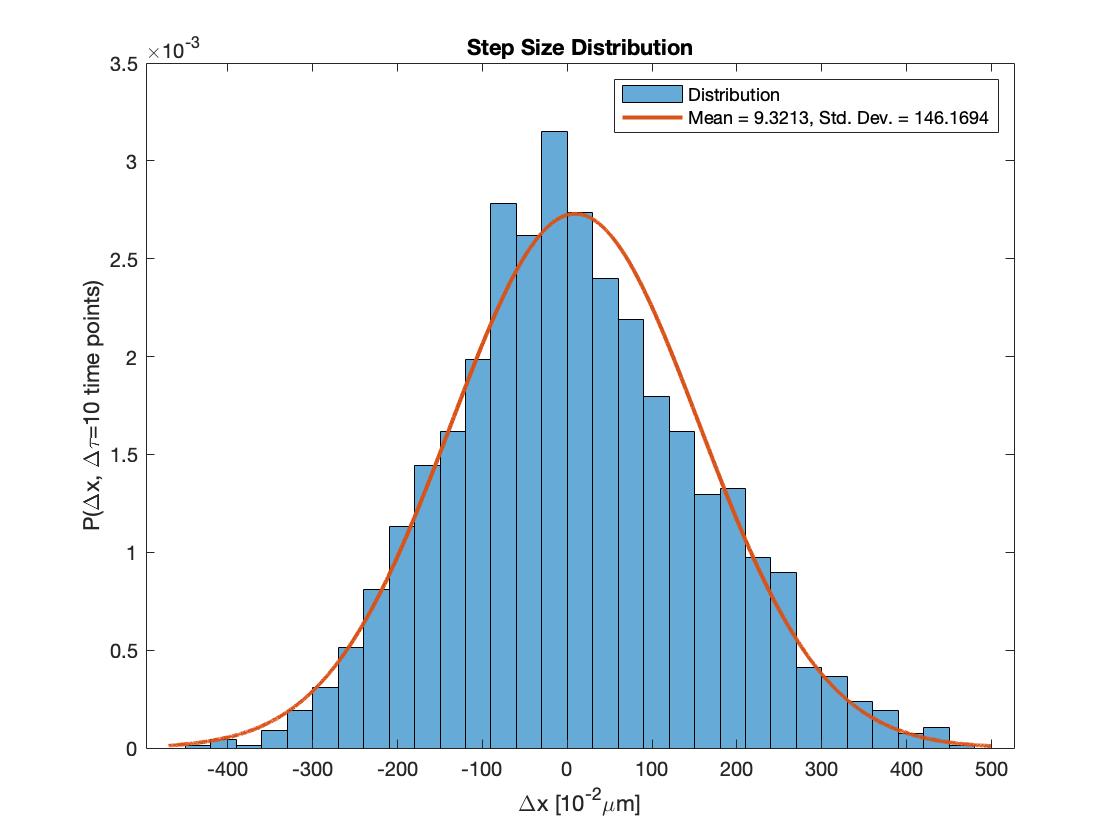 Step Size Distribution
×10⁻³
3.5
3
2.5
2
1.5
1
0.5
0
P(Δx, Δτ=10 time points)
Distribution
Mean = 9.3213, Std. Dev. = 146.1694
-400 -300 -200 -100 0 100 200 300 400 500
Δx [10⁻²μm]